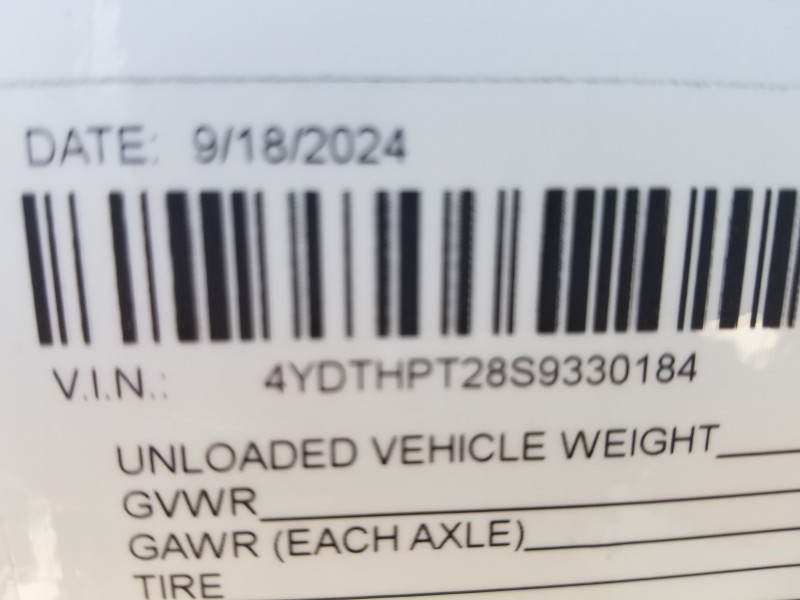 DATE: 9/18/2024
V.I.N.: 4YDTHPT28S9330184
UNLOADED VEHICLE WEIGHT
GVWR
GAWR (EACH AXLE)
TIRE